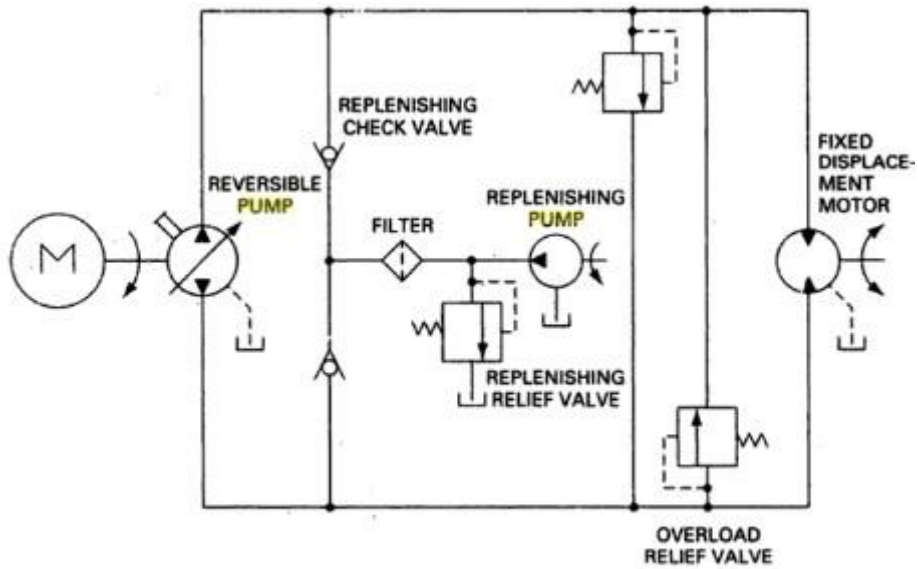 REPLENISHING
CHECK VALVE
REVERSIBLE
PUMP
FILTER
REPLENISHING
PUMP
FIXED
DISPLACE-
MENT
MOTOR
M
REPLENISHING
RELIEF VALVE
OVERLOAD
RELIEF VALVE